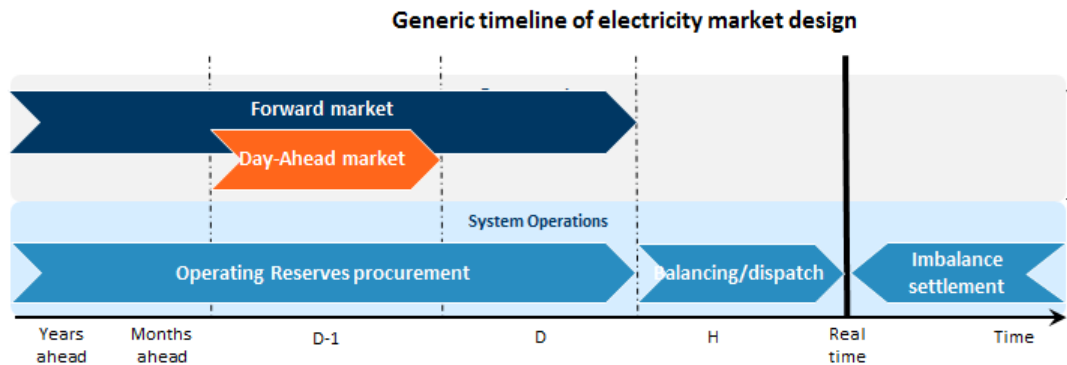 Generic timeline of electricity market design
Forward market
Day-Ahead market
System Operations
Operating Reserves procurement
Balancing/dispatch
Imbalance
settlement
Years
ahead
Months
ahead
D-1
D
H
Real
time
Time